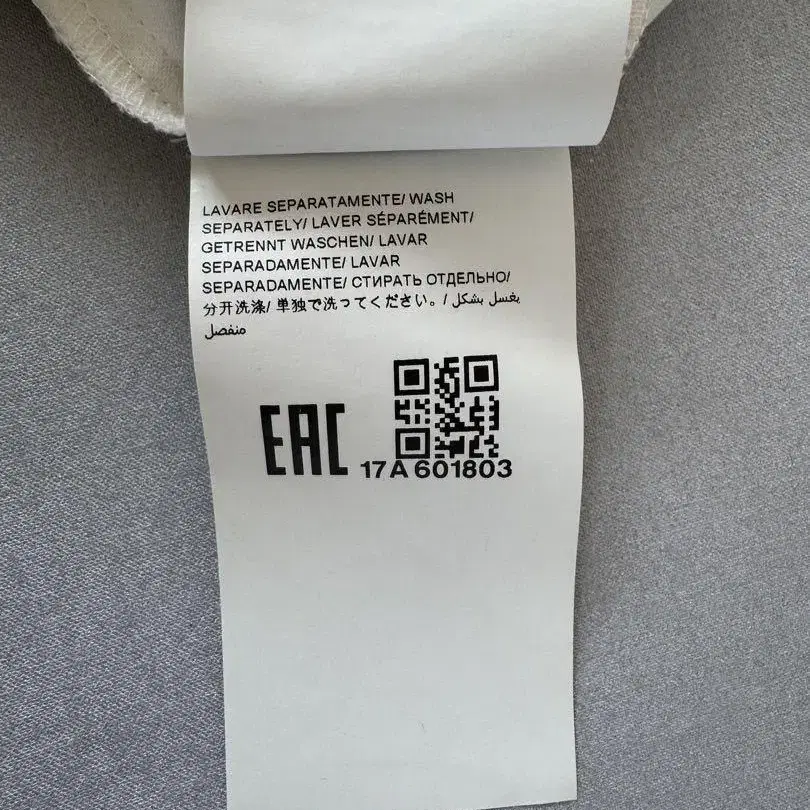 LAVARE SEPARATAMENTE/ WASH
SEPARATELY/ LAVER SÉPARÉMENT/
GETRENNT WASCHEN/ LAVAR
SEPARADAMENTE/ LAVAR
SEPARADAMENTE/ СТИРАТЬ ОТДЕЛЬНО/
分开洗涤/ 単独で洗ってください。/ يغسل بشكل
منفصل
EAC
17A 601803